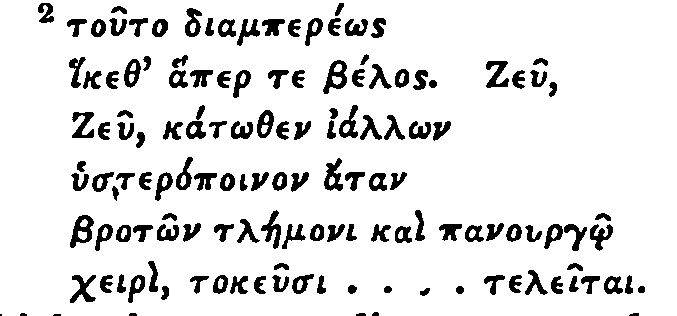 2 τοῦτο διαμπερέως
ἵκεθ' ἅπερ τε βέλος. Ζεῦ,
Ζεῦ, κάτωθεν ἰάλλων
ὑστερόποινον ἄταν
βροτῶν τλήμονι καὶ πανουργῷ
χειρὶ, τοκεῦσι . . . . τελεῖται.